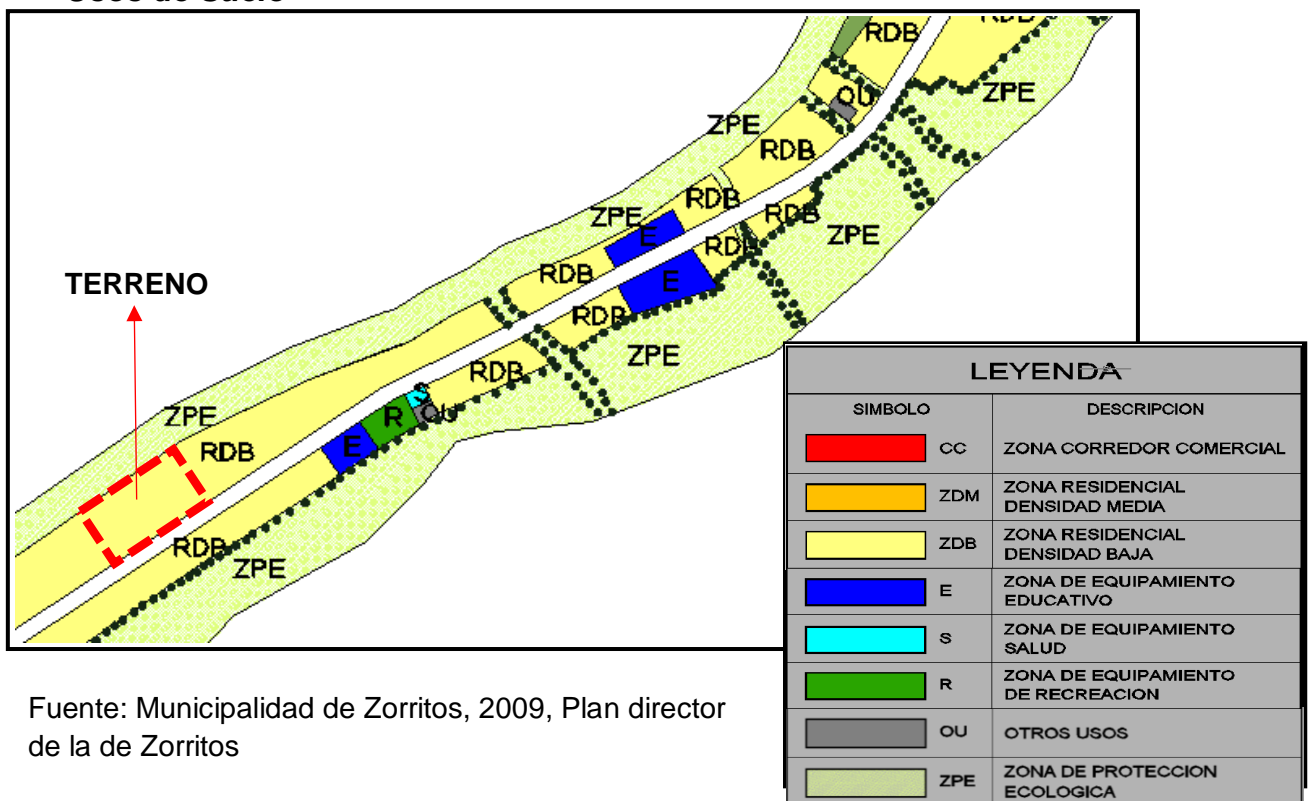 Usos de Suelo
RDB
RDB
OU
ZPE
ZPE
RDB
RDB
ZPE
E
RDB
ZPE
RDB
RDB
E
TERRENO
RDB
ZPE
RDB
S
R
OU
ZPE
E
RDB
RDB
ZPE
LEYENDA
SIMBOLO DESCRIPCION
CC ZONA CORREDOR COMERCIAL
ZDM ZONA RESIDENCIAL
DENSIDAD MEDIA
ZDB ZONA RESIDENCIAL
DENSIDAD BAJA
E ZONA DE EQUIPAMIENTO
EDUCATIVO
S ZONA DE EQUIPAMIENTO
SALUD
R ZONA DE EQUIPAMIENTO
DE RECREACION
OU OTROS USOS
ZPE ZONA DE PROTECCION
ECOLOGICA
Fuente: Municipalidad de Zorritos, 2009, Plan director
de la de Zorritos